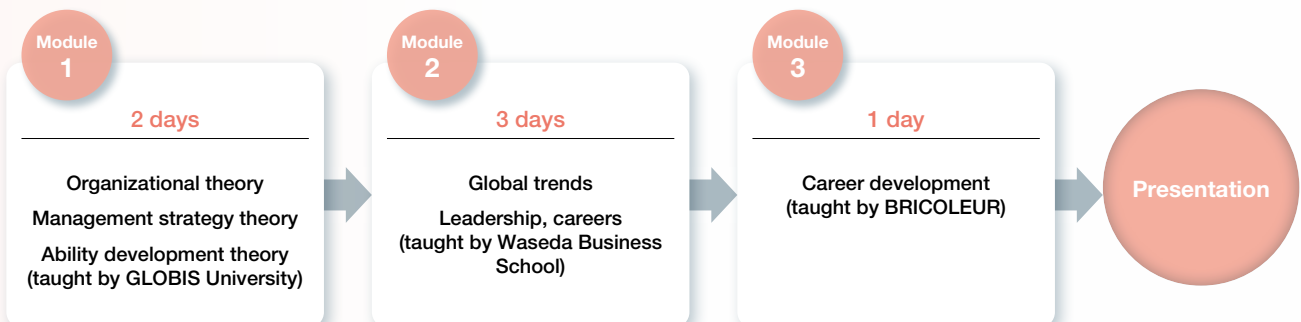 Module
1
2 days
Organizational theory
Management strategy theory
Ability development theory
(taught by GLOBIS University)
Module
2
3 days
Global trends
Leadership, careers
(taught by Waseda Business
School)
Module
3
1 day
Career development
(taught by BRICOLEUR)
Presentation